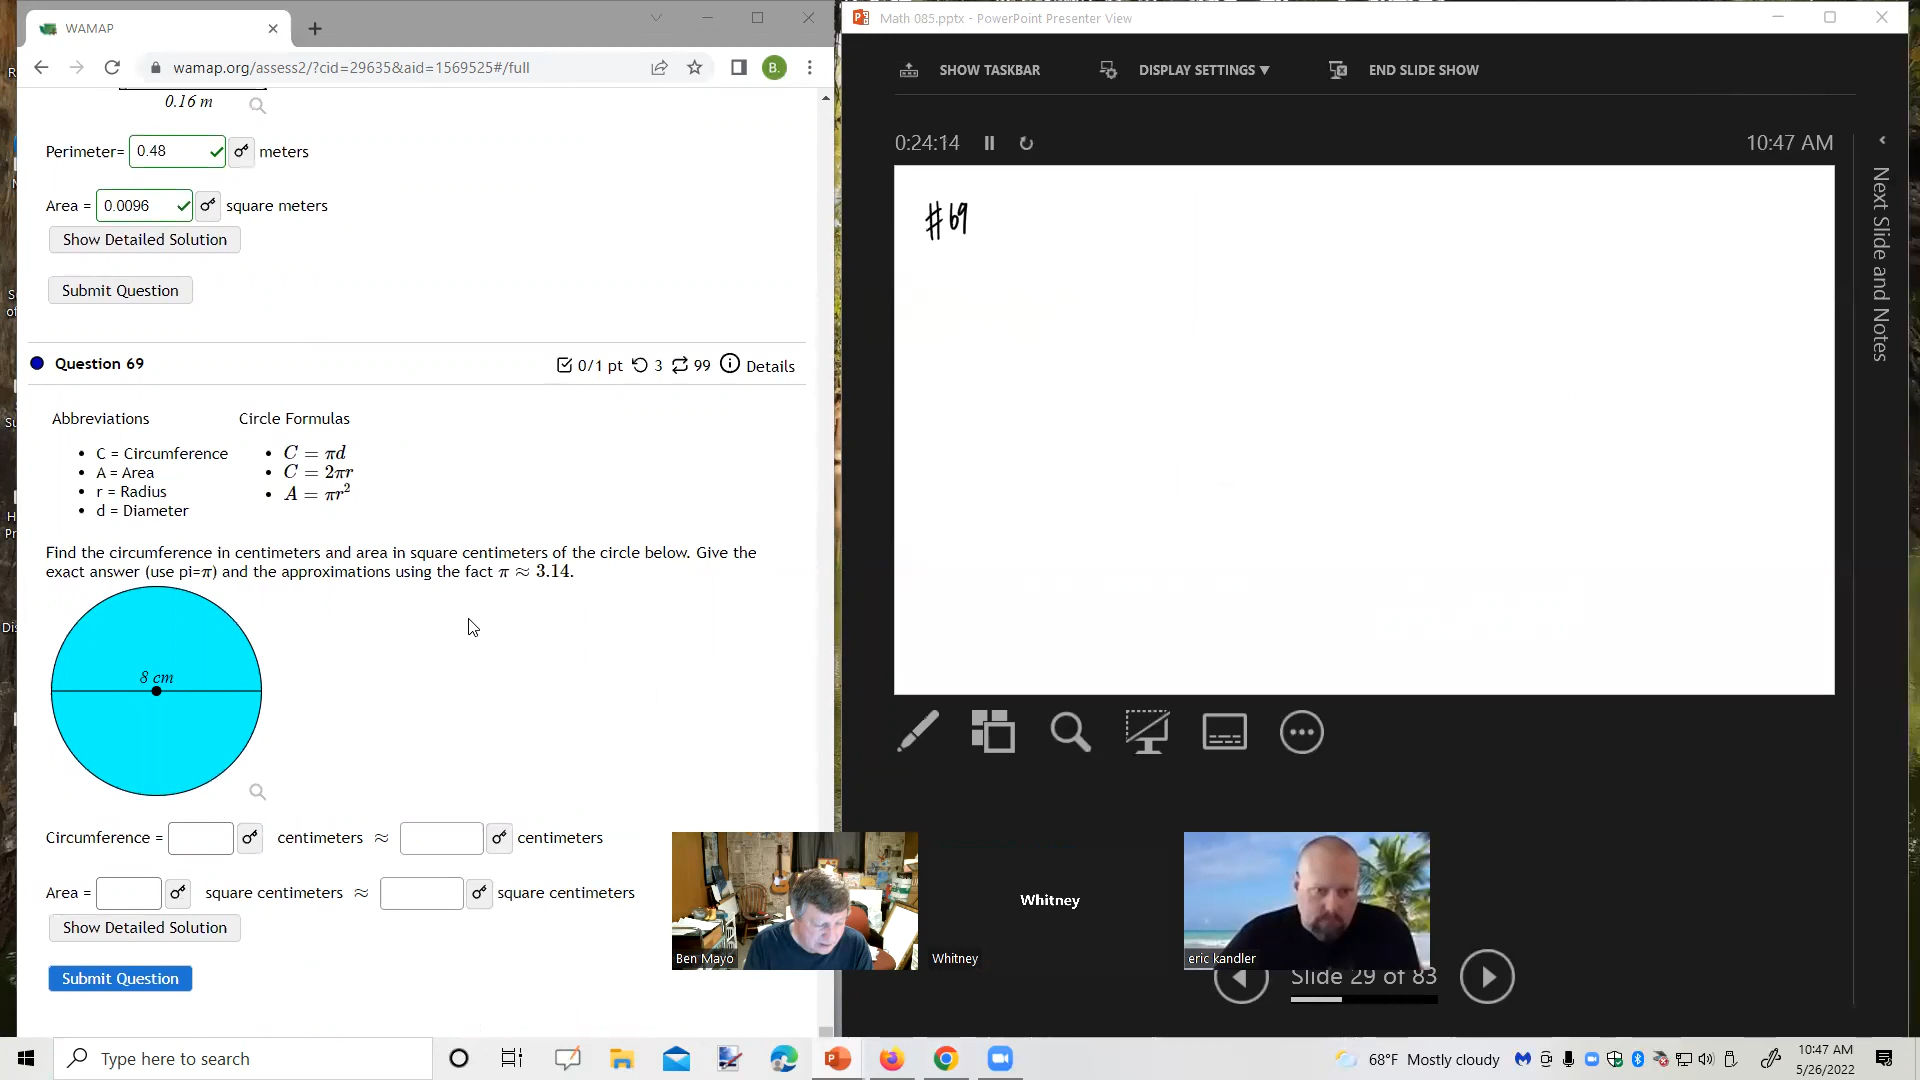 WAMAP
wamap.org/assess2/?cid=29635&aid=1569525#/full
B.
0.16 m
Perimeter= 0.48 meters
Area = 0.0096 square meters
Show Detailed Solution
Submit Question
Question 69
0/1 pt 3 99 Details
Abbreviations
C = Circumference
A = Area
r = Radius
d = Diameter
Circle Formulas
C = πd
C = 2πr
A = πr²
Find the circumference in centimeters and area in square centimeters of the circle below. Give the
exact answer (use pi=π) and the approximations using the fact π ≈ 3.14.
8 cm
Circumference = centimeters ≈ centimeters
Area = square centimeters ≈ square centimeters
Show Detailed Solution
Submit Question
Math 085.pptx - PowerPoint Presenter View
SHOW TASKBAR DISPLAY SETTINGS ▼ END SLIDE SHOW
0:24:14 10:47 AM
#69
Next Slide and Notes
Ben Mayo
Whitney
Whitney
eric kandler
Slide 29 of 83
Type here to search
68°F Mostly cloudy
10:47 AM
5/26/2022